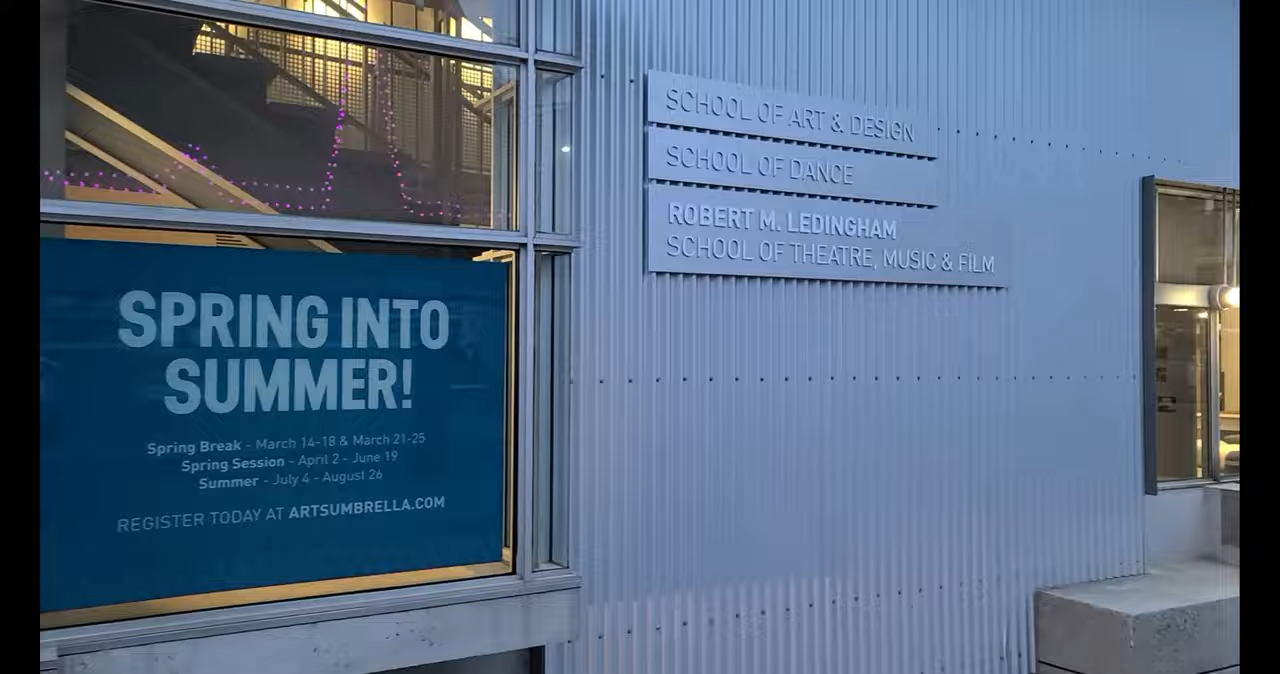 SPRING INTO
SUMMER!
Spring Break - March 14-18 & March 21-25
Spring Session - April 2 - June 19
Summer - July 4 - August 26
REGISTER TODAY AT ARTSUMBRELLA.COM
SCHOOL OF ART & DESIGN
SCHOOL OF DANCE
ROBERT M. LEDINGHAM
SCHOOL OF THEATRE, MUSIC & FILM